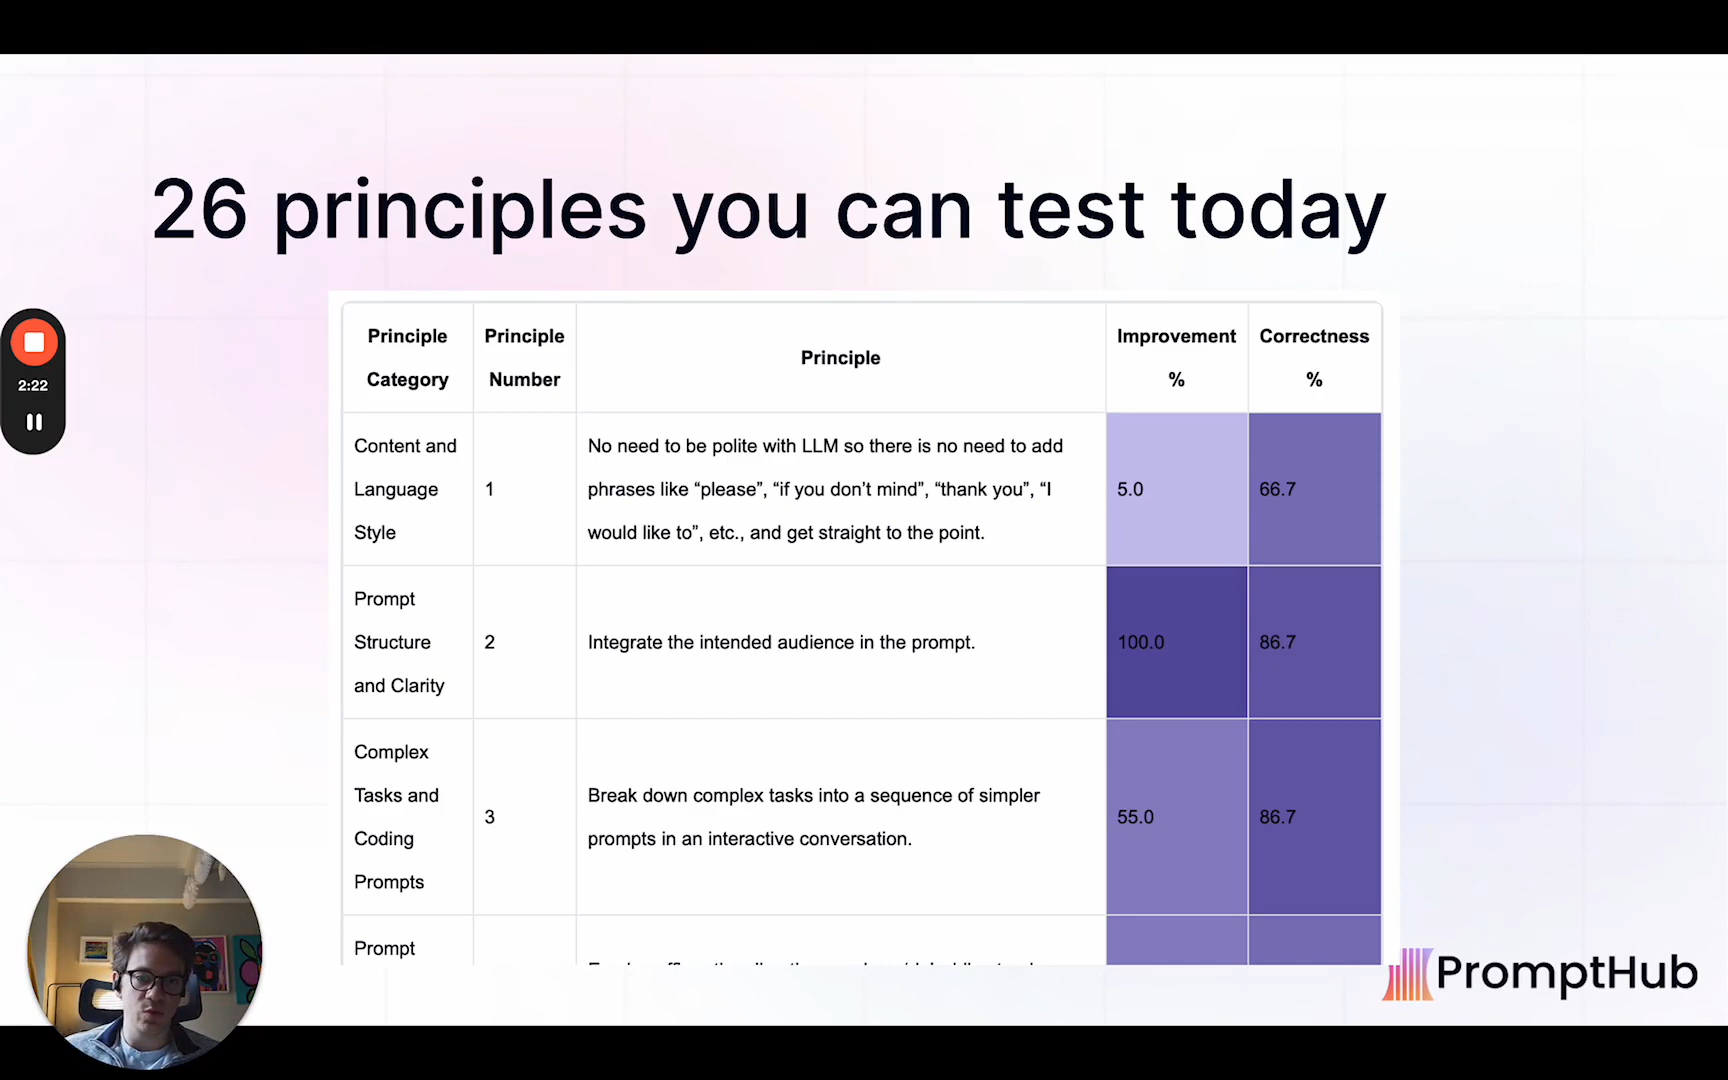 26 principles you can test today
Principle Category
Principle Number
Principle
Improvement %
Correctness %
Content and Language Style
1
No need to be polite with LLM so there is no need to add
phrases like “please”, “if you don’t mind”, “thank you”, “I
would like to”, etc., and get straight to the point.
5.0
66.7
Prompt Structure and Clarity
2
Integrate the intended audience in the prompt.
100.0
86.7
Complex Tasks and Coding Prompts
3
Break down complex tasks into a sequence of simpler
prompts in an interactive conversation.
55.0
86.7
Prompt
2:22
PromptHub